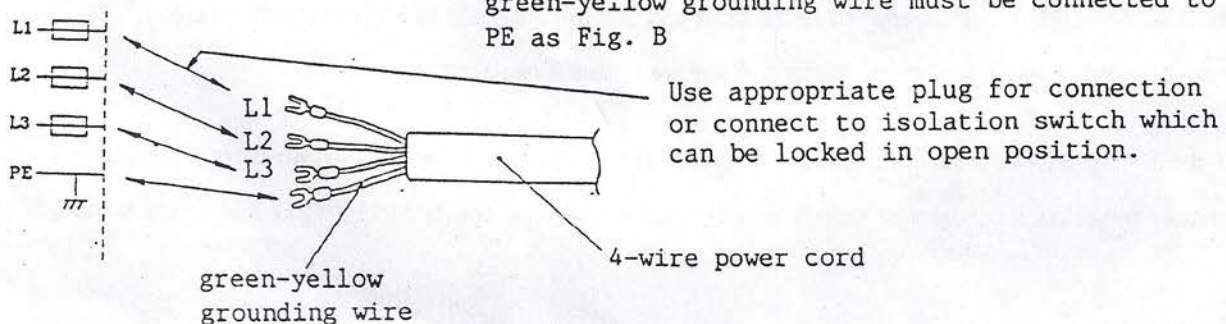 green-yellow grounding wire must be connected to
PE as Fig. B
L1
L2
L3
PE
L1
L2
L3
Use appropriate plug for connection
or connect to isolation switch which
can be locked in open position.
4-wire power cord
green-yellow
grounding wire